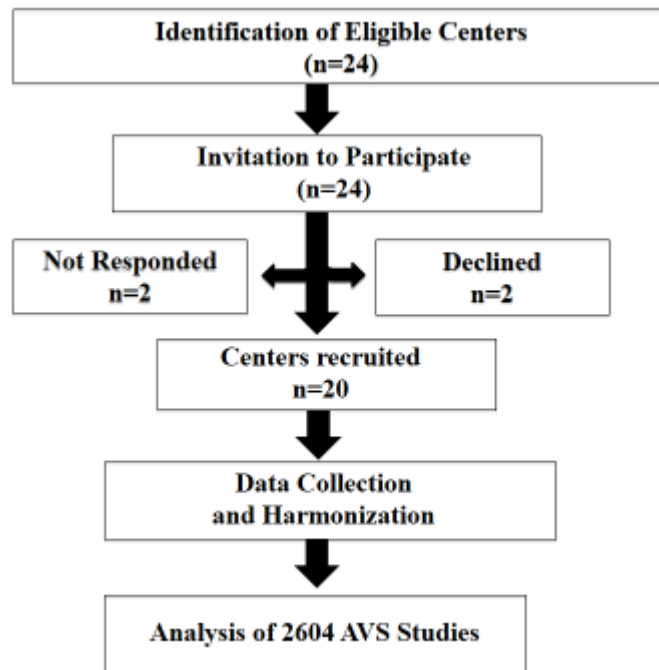 Identification of Eligible Centers
(n=24)
Invitation to Participate
(n=24)
Not Responded
n=2
Declined
n=2
Centers recruited
n=20
Data Collection
and Harmonization
Analysis of 2604 AVS Studies